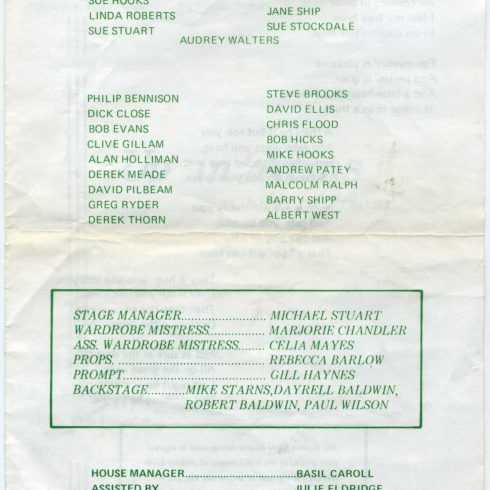 SUE HOOKS
LINDA ROBERTS JANE SHIP
SUE STUART SUE STOCKDALE
AUDREY WALTERS
PHILIP BENNISON STEVE BROOKS
DICK CLOSE DAVID ELLIS
BOB EVANS CHRIS FLOOD
CLIVE GILLAM BOB HICKS
ALAN HOLLIMAN MIKE HOOKS
DEREK MEADE ANDREW PATEY
DAVID PILBEAM MALCOLM RALPH
GREG RYDER BARRY SHIPP
DEREK THORN ALBERT WEST
STAGE MANAGER........................ MICHAEL STUART
WARDROBE MISTRESS............... MARJORIE CHANDLER
ASS. WARDROBE MISTRESS........ CELIA MAYES
PROPS. ..................................... REBECCA BARLOW
PROMPT..................................... GILL HAYNES
BACKSTAGE...........MIKE STARNS,DAYRELL BALDWIN,
ROBERT BALDWIN, PAUL WILSON
HOUSE MANAGER.............................BASIL CAROLL
ASSISTED BY JULIE ELDRIDGE